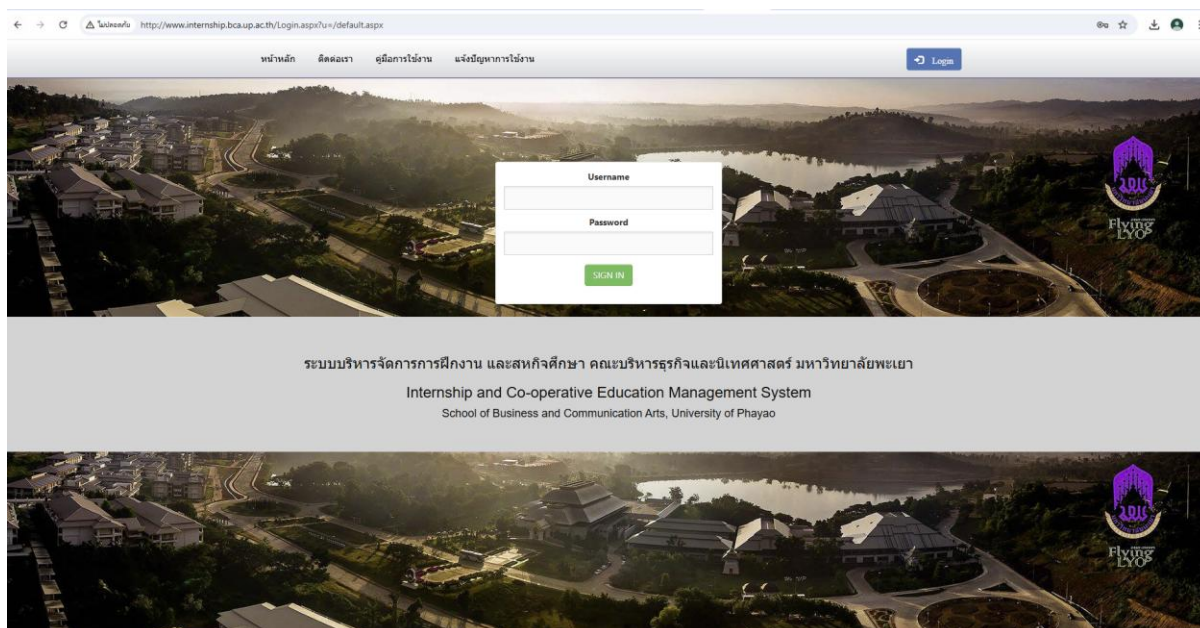 ไม่ปลอดภัย http://www.internship.bca.up.ac.th/Login.aspx?u=/default.aspx
หน้าหลัก ติดต่อเรา คู่มือการใช้งาน แจ้งปัญหาการใช้งาน Login
Username
Password
SIGN IN
Flying
LYOP
ระบบบริหารจัดการการฝึกงาน และสหกิจศึกษา คณะบริหารธุรกิจและนิเทศศาสตร์ มหาวิทยาลัยพะเยา
Internship and Co-operative Education Management System
School of Business and Communication Arts, University of Phayao
Flying
LYOP